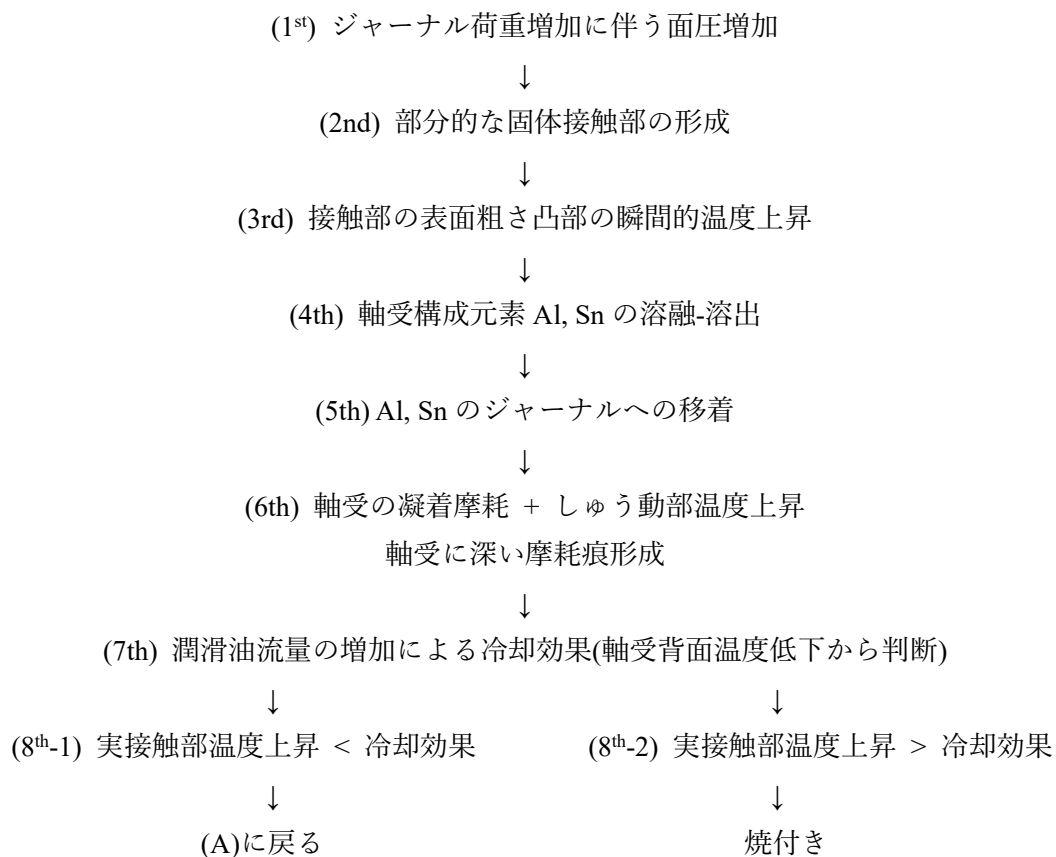 (1st) ジャーナル荷重増加に伴う面圧増加
↓
(2nd) 部分的な固体接触部の形成
↓
(3rd) 接触部の表面粗さ凸部の瞬間的温度上昇
↓
(4th) 軸受構成元素 Al, Sn の溶融-溶出
↓
(5th) Al, Sn のジャーナルへの移着
↓
(6th) 軸受の凝着摩耗 + しゅう動部温度上昇
軸受に深い摩耗痕形成
↓
(7th) 潤滑油流量の増加による冷却効果(軸受背面温度低下から判断)
↓ ↓
(8th-1) 実接触部温度上昇 < 冷却効果 (8th-2) 実接触部温度上昇 > 冷却効果
↓ ↓
(A)に戻る 焼付き